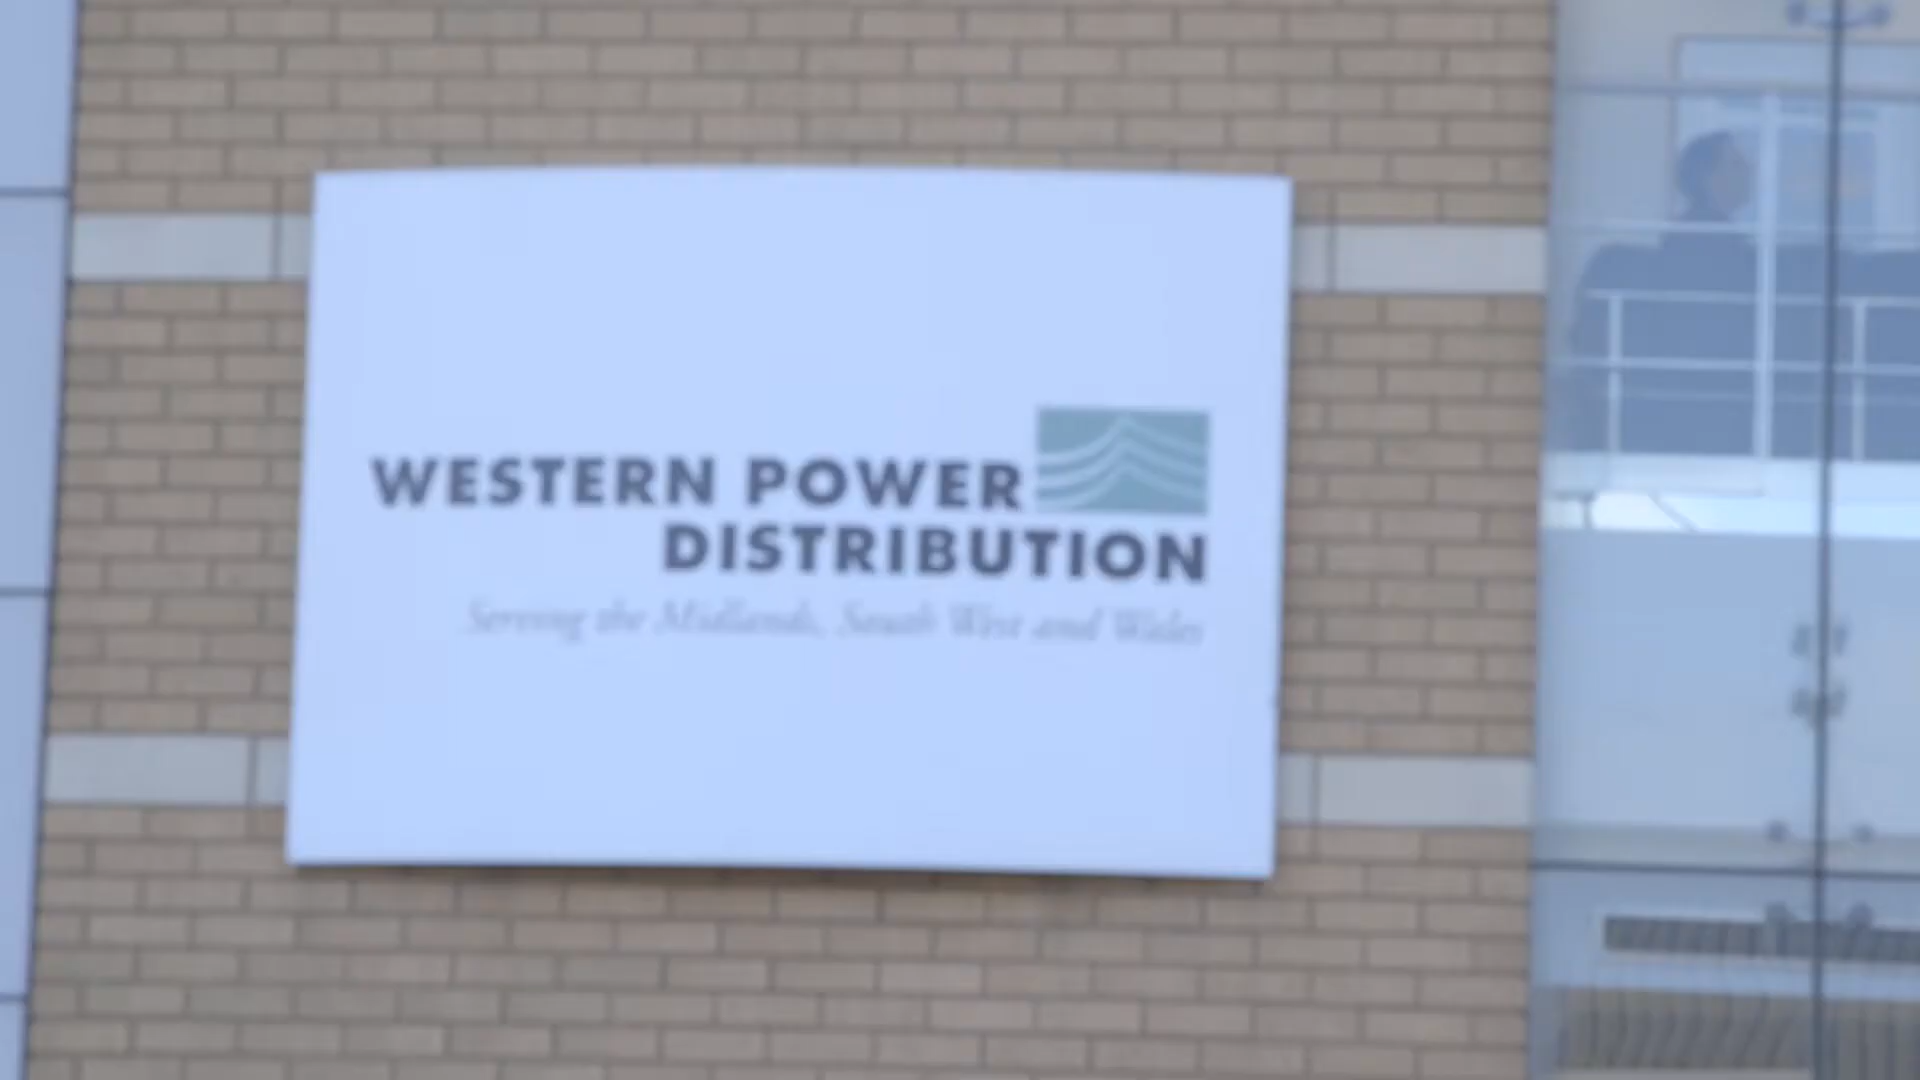 WESTERN POWER
DISTRIBUTION
Serving the Midlands, South West and Wales